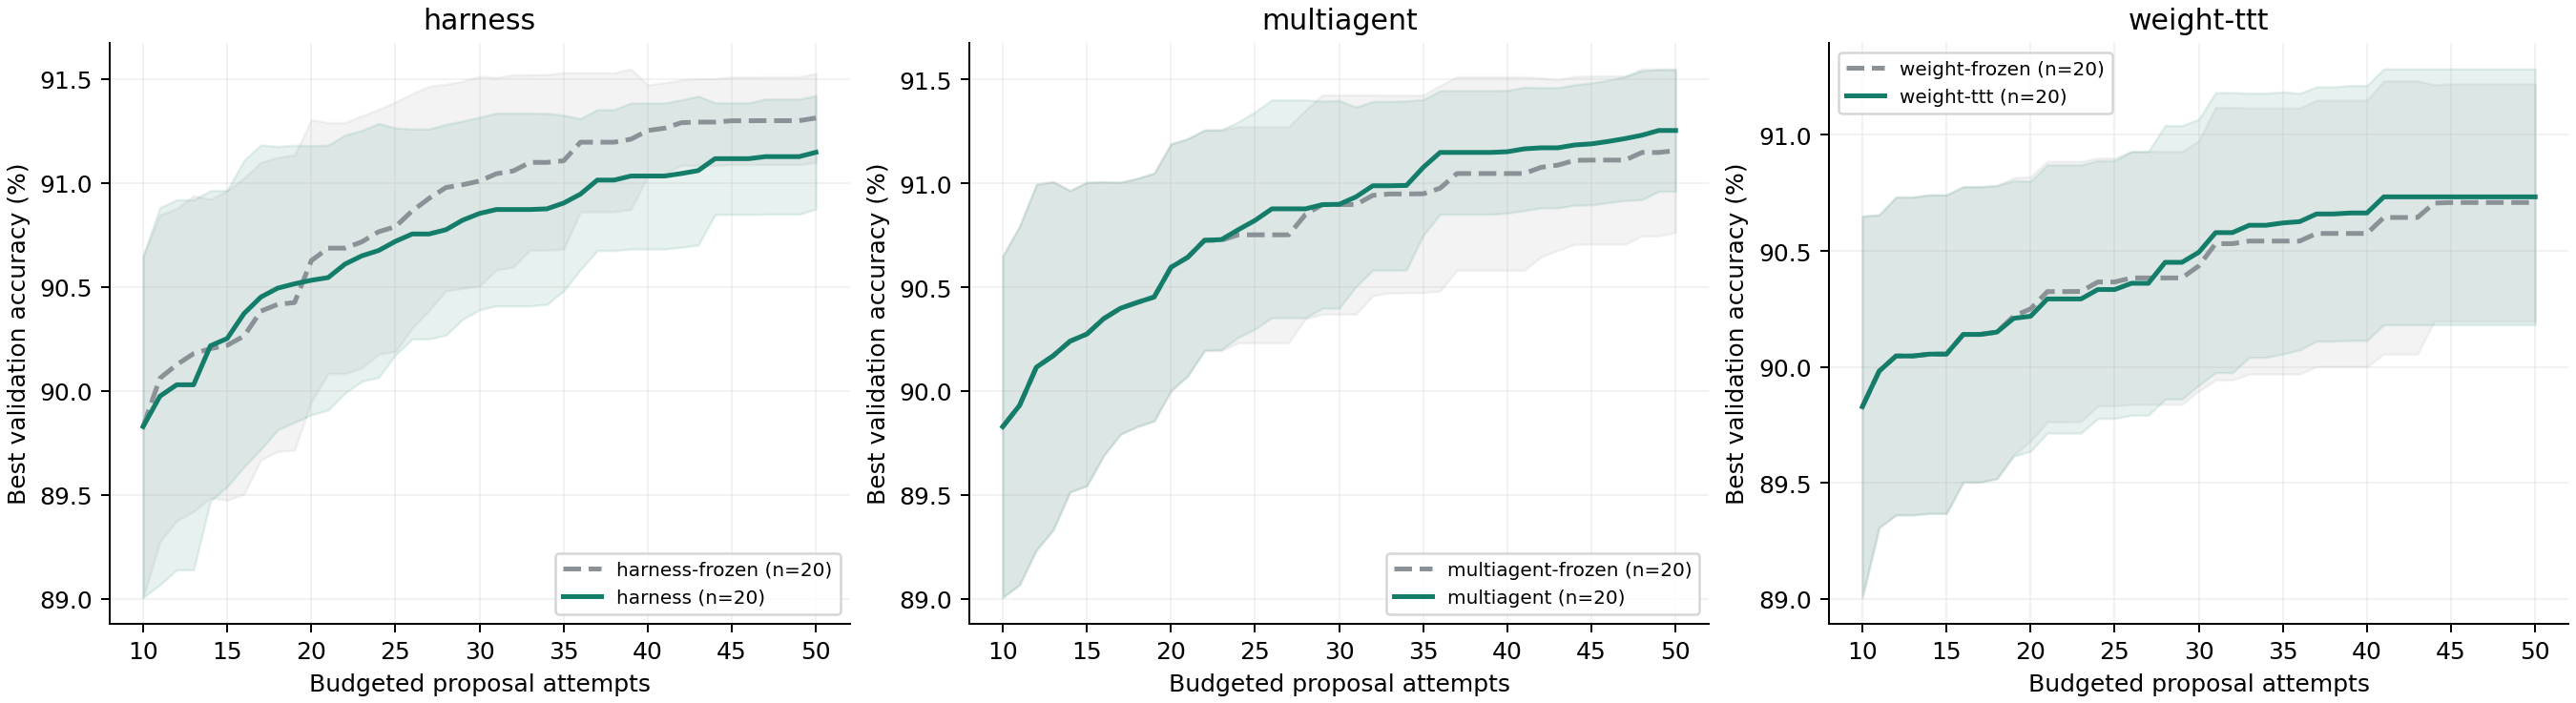 harness
Best validation accuracy (%)
91.5
91.0
90.5
90.0
89.5
89.0
harness-frozen (n=20)
harness (n=20)
10 15 20 25 30 35 40 45 50
Budgeted proposal attempts
multiagent
Best validation accuracy (%)
91.5
91.0
90.5
90.0
89.5
89.0
multiagent-frozen (n=20)
multiagent (n=20)
10 15 20 25 30 35 40 45 50
Budgeted proposal attempts
weight-ttt
Best validation accuracy (%)
weight-frozen (n=20)
weight-ttt (n=20)
91.0
90.5
90.0
89.5
89.0
10 15 20 25 30 35 40 45 50
Budgeted proposal attempts